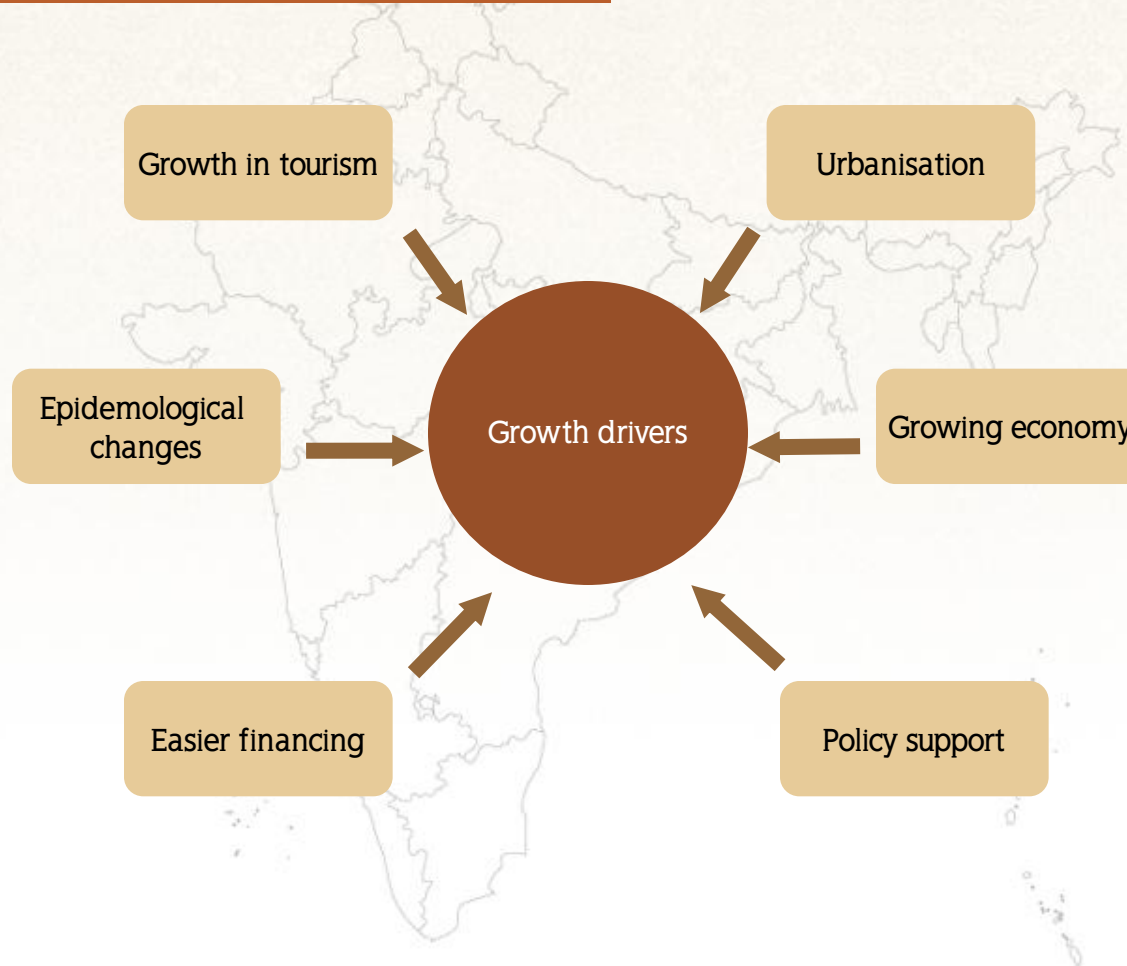 Growth in tourism
Urbanisation
Epidemological
changes
Growth drivers
Growing economy
Easier financing
Policy support